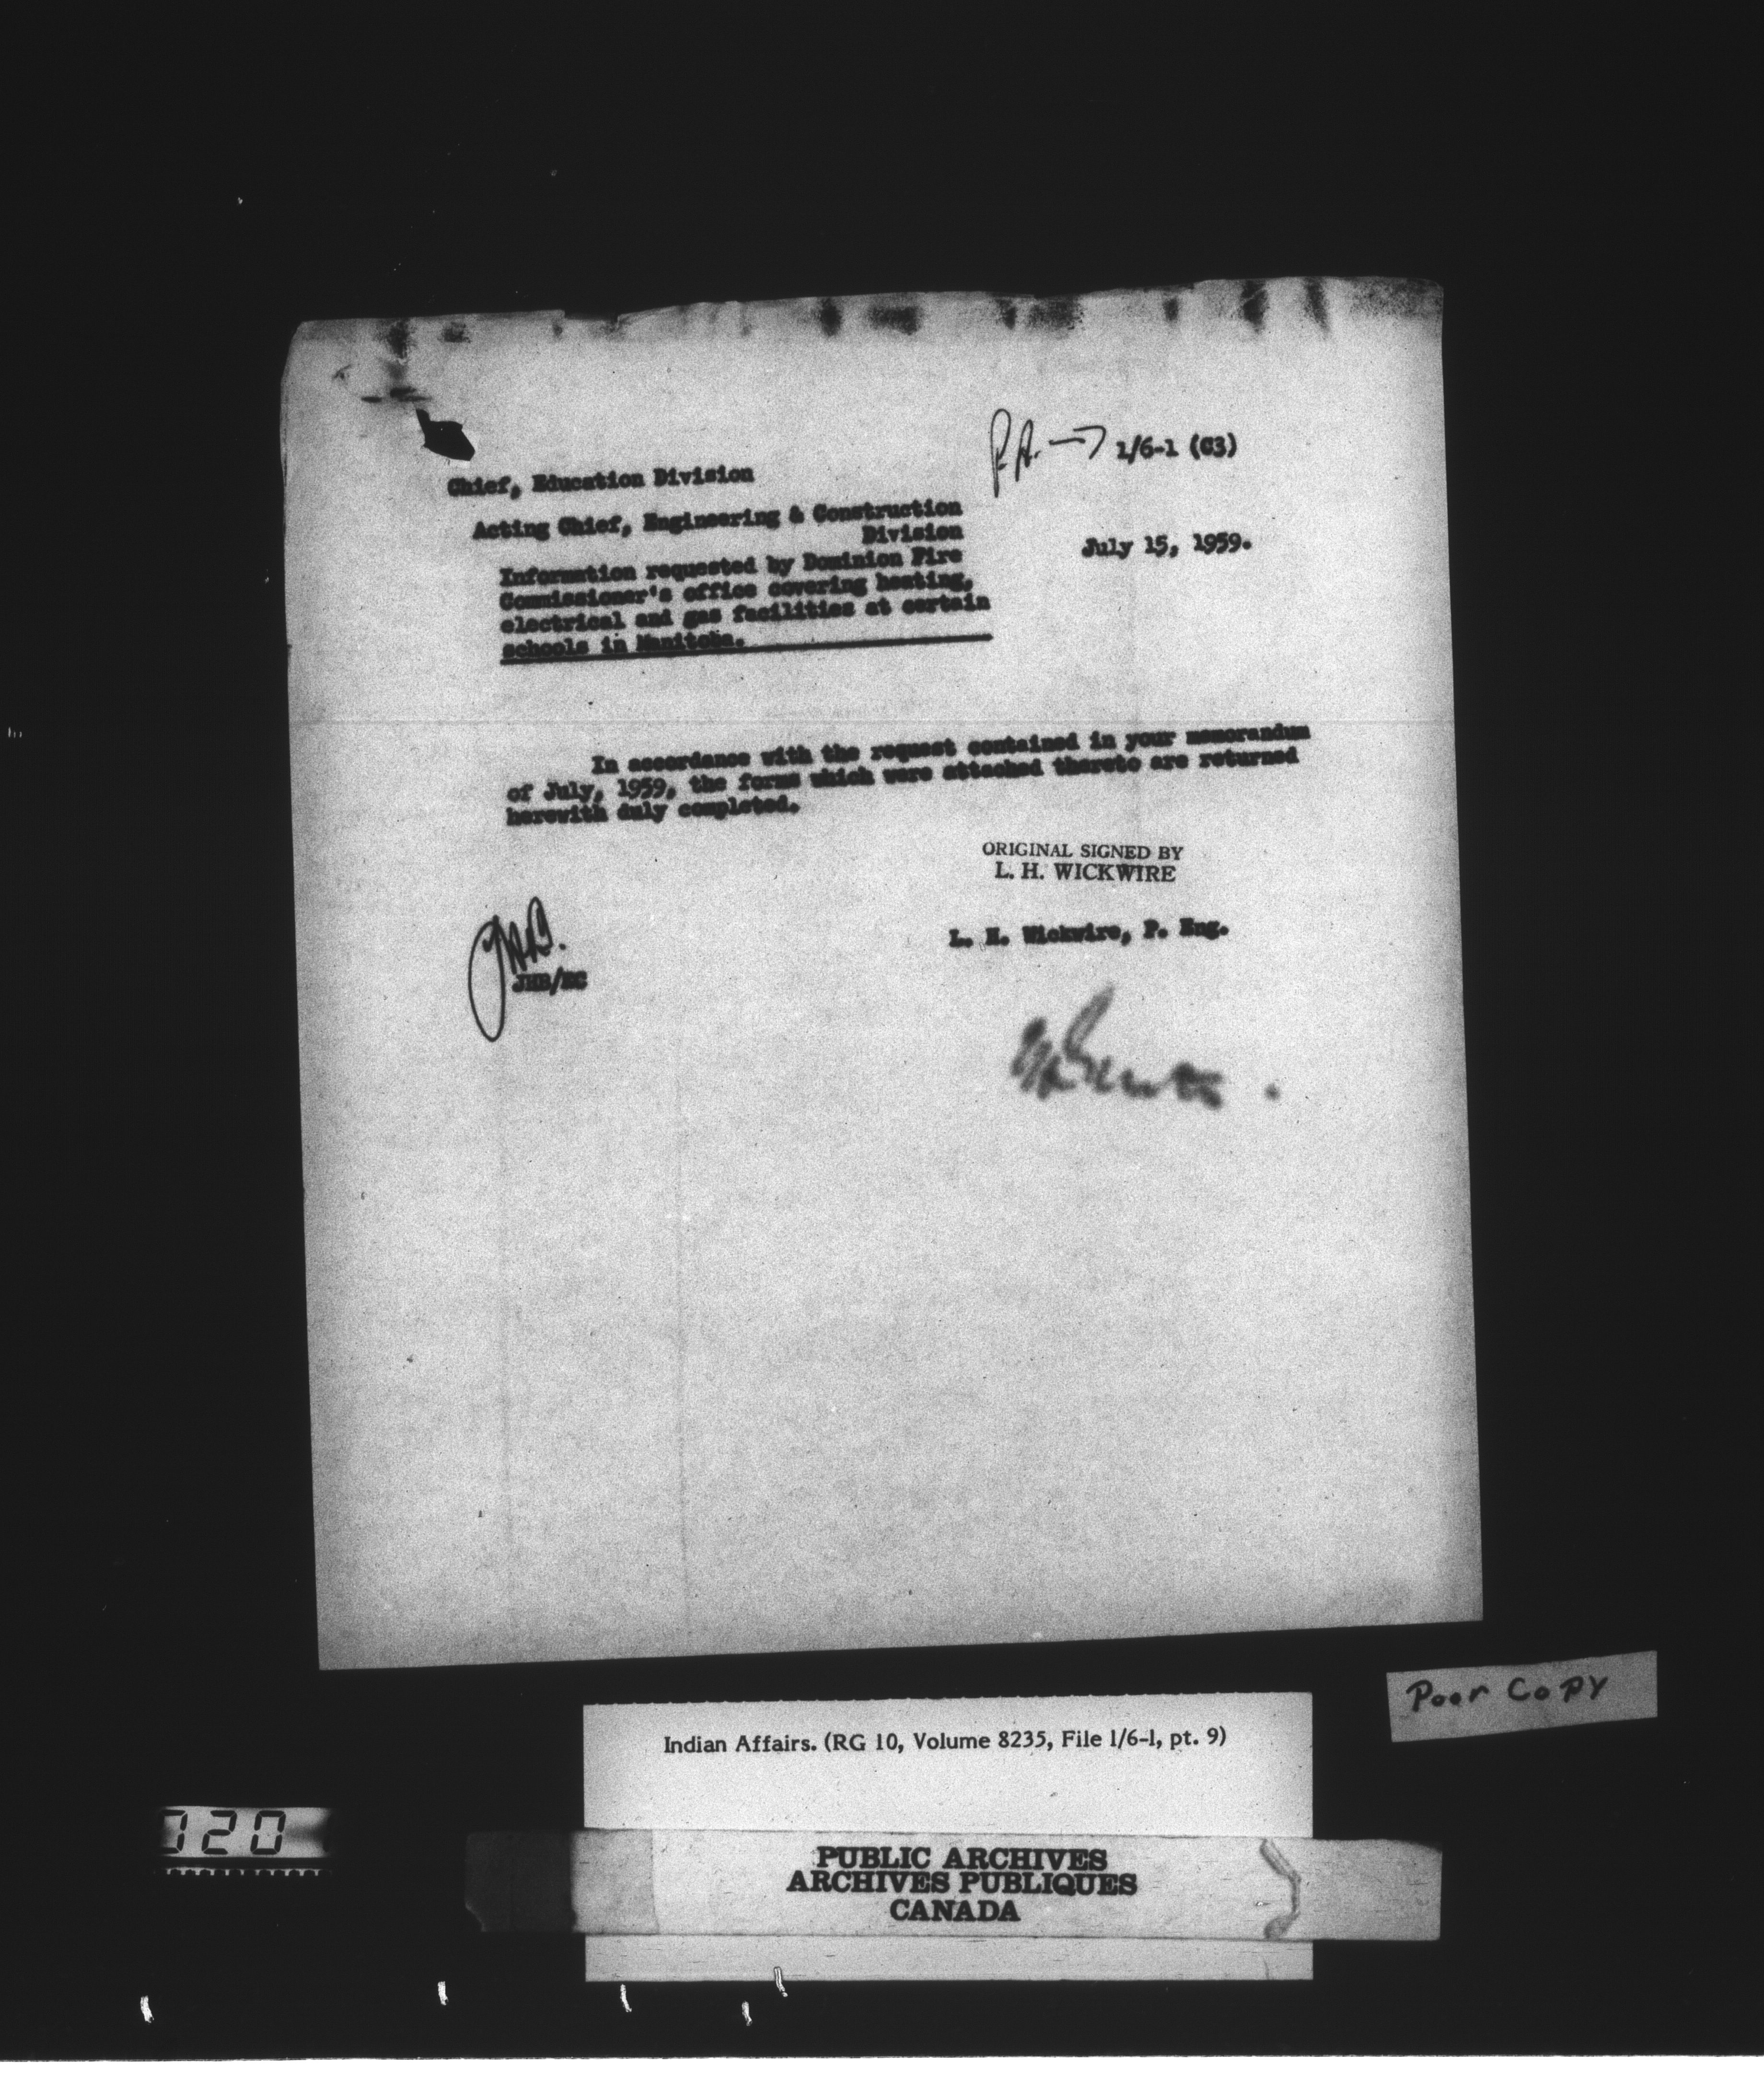 P.A. → 1/6-1 (C3)
Chief, Education Division
Acting Chief, Engineering & Construction
Division
July 15, 1959.
Information requested by Dominion Fire
Commissioner's office covering heating,
electrical and gas facilities at certain
schools in Manitoba.
In accordance with the request contained in your memorandum
of July, 1959, the forms which were attached thereto are returned
herewith duly completed.
ORIGINAL SIGNED BY
L. H. WICKWIRE
L. H. Wickwire, P. Eng.
JHB/
Poor Copy
Indian Affairs. (RG 10, Volume 8235, File 1/6-1, pt. 9)
20
PUBLIC ARCHIVES
ARCHIVES PUBLIQUES
CANADA